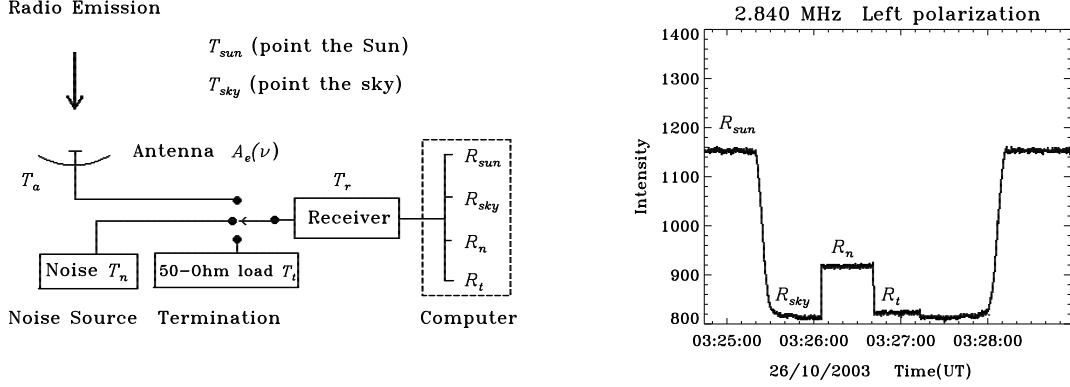 Radio Emission
T_sun (point the Sun)
T_sky (point the sky)
Antenna A_e(ν)
T_a
T_r
Receiver
R_sun
R_sky
R_n
R_t
Noise T_n
50-Ohm load T_t
Noise Source
Termination
Computer
2.840 MHz Left polarization
Intensity
1400
1300
1200
1100
1000
900
800
R_sun
R_n
R_sky
R_t
03:25:00
03:26:00
03:27:00
03:28:00
26/10/2003 Time(UT)